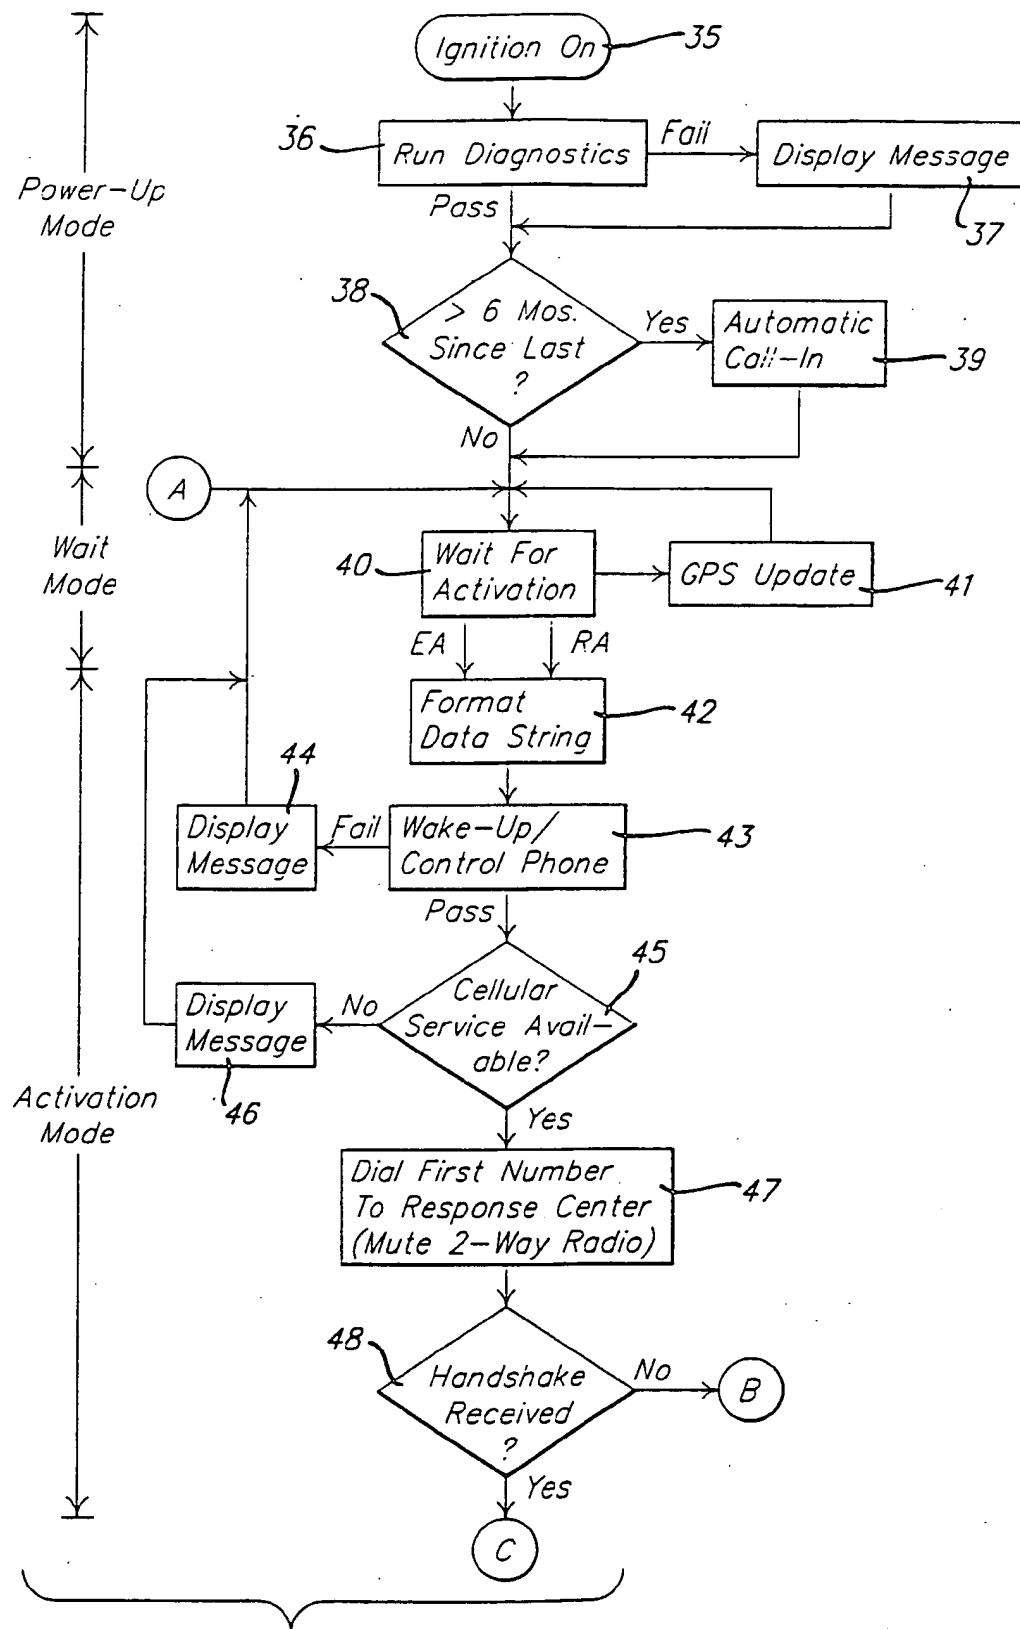 Ignition On
35
36
Run Diagnostics
Fail
Display Message
37
Pass
Power-Up
Mode
38
> 6 Mos.
Since Last
?
Yes
Automatic
Call-In
39
No
A
Wait
Mode
40
Wait For
Activation
GPS Update
41
EA
RA
Format
Data String
42
44
Display
Message
Fail
Wake-Up/
Control Phone
43
Pass
45
Cellular
Service Avail-
able?
No
Display
Message
46
Yes
Activation
Mode
Dial First Number
To Response Center
(Mute 2-Way Radio)
47
48
Handshake
Received
?
No
B
Yes
C